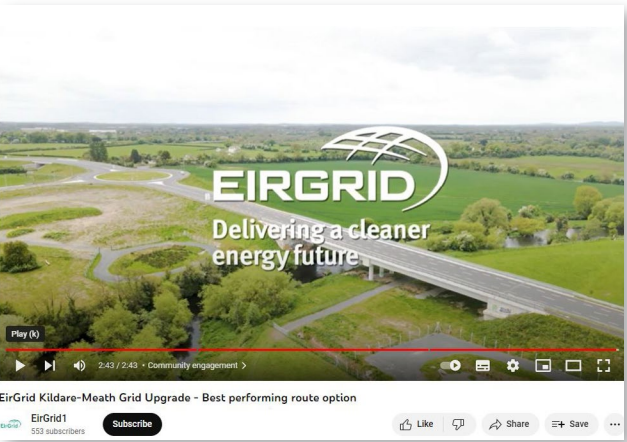 EIRGRID
Delivering a cleaner
energy future
Play (k)
2:43 / 2:43 • Community engagement >
EirGrid Kildare-Meath Grid Upgrade - Best performing route option
EirGrid
EirGrid1
553 subscribers
Subscribe
Like
Share
Save